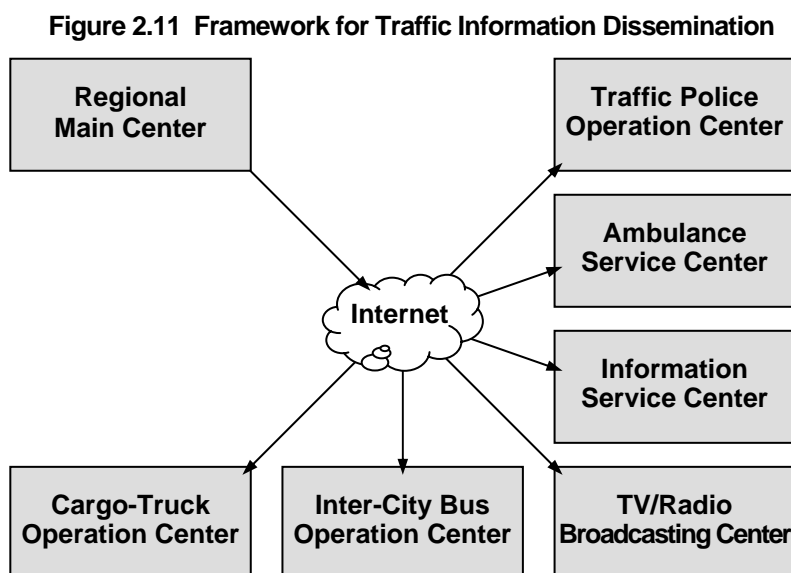 Figure 2.11 Framework for Traffic Information Dissemination
Regional
Main Center
Traffic Police
Operation Center
Ambulance
Service Center
Internet
Information
Service Center
Cargo-Truck
Operation Center
Inter-City Bus
Operation Center
TV/Radio
Broadcasting Center